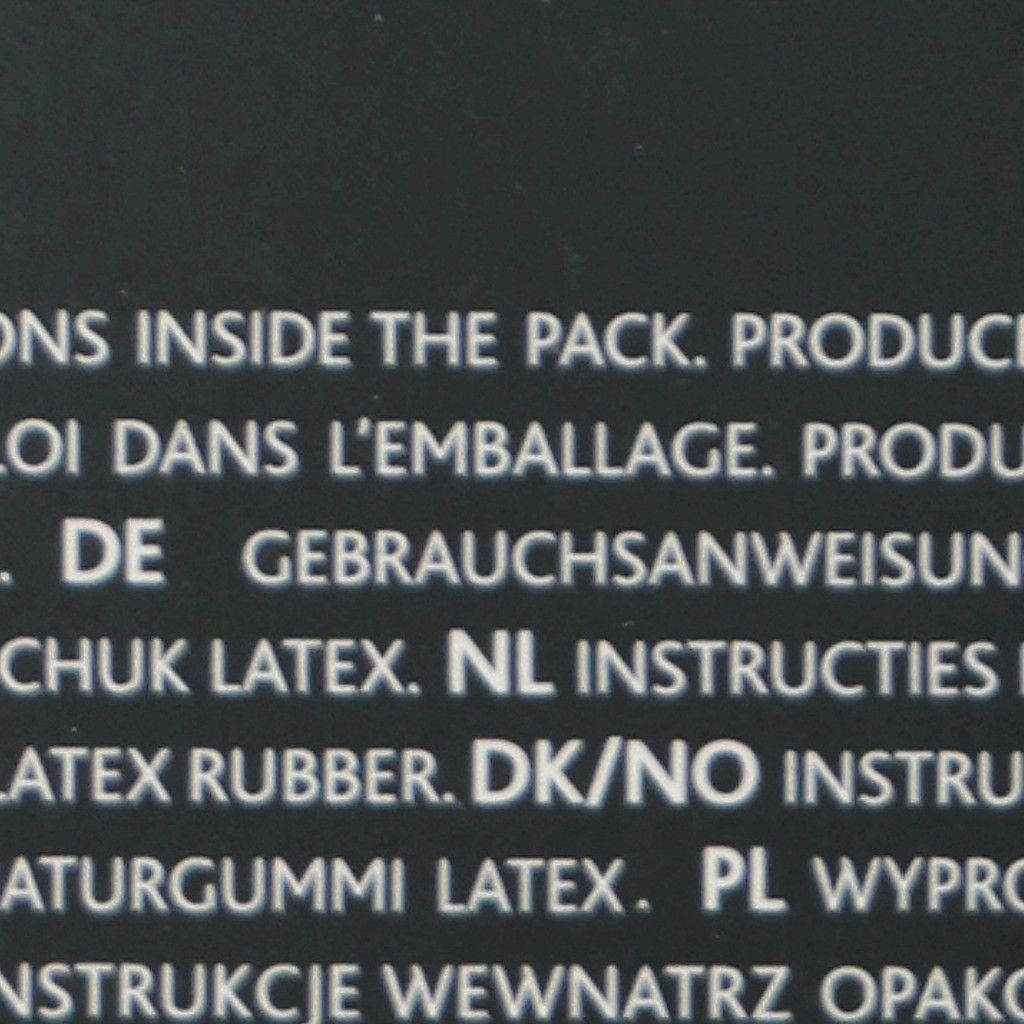 ONS INSIDE THE PACK. PRODUCE
LOI DANS L'EMBALLAGE. PRODU
. DE GEBRAUCHSANWEISUN
CHUK LATEX. NL INSTRUCTIES
LATEX RUBBER. DK/NO INSTRU
ATURGUMMI LATEX. PL WYPRO
NSTRUKCJE WEWNATRZ OPAKO